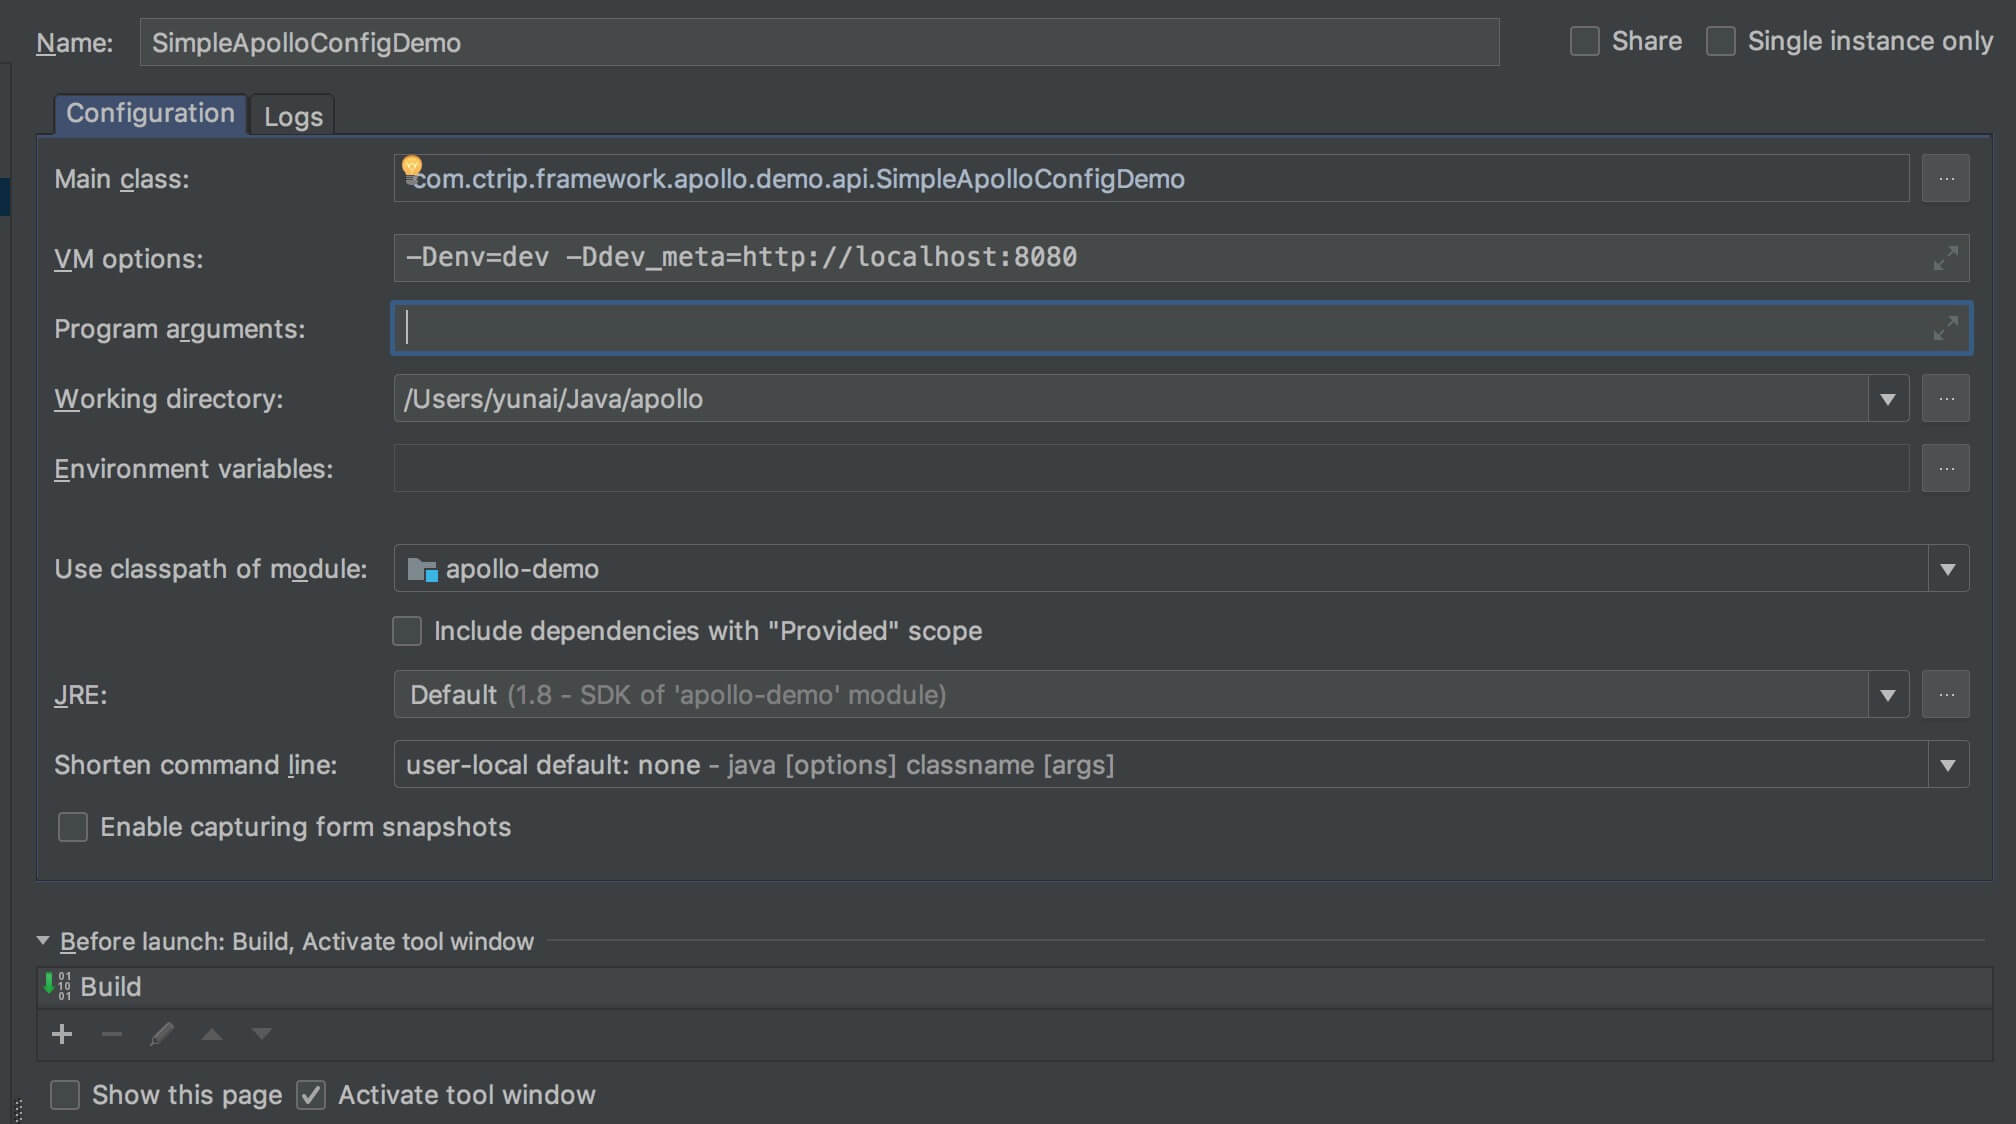 Name: SimpleApolloConfigDemo Share Single instance only
Configuration Logs
Main class: com.ctrip.framework.apollo.demo.api.SimpleApolloConfigDemo ...
VM options: -Denv=dev -Ddev_meta=http://localhost:8080
Program arguments:
Working directory: /Users/yunai/Java/apollo ...
Environment variables: ...
Use classpath of module: apollo-demo
Include dependencies with "Provided" scope
JRE: Default (1.8 - SDK of 'apollo-demo' module) ...
Shorten command line: user-local default: none - java [options] classname [args]
Enable capturing form snapshots
Before launch: Build, Activate tool window
01
10
01
Build
Show this page Activate tool window